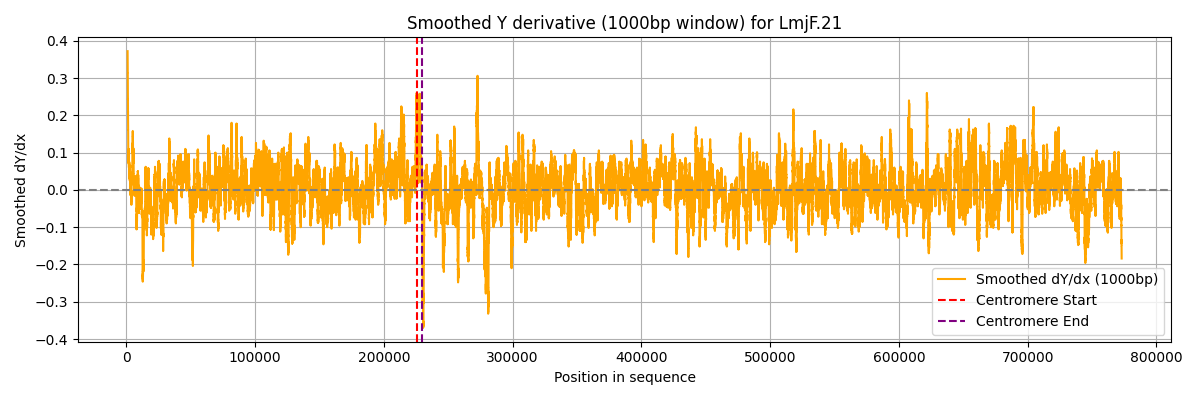 Smoothed Y derivative (1000bp window) for LmjF.21
Smoothed dY/dx
0.4
0.3
0.2
0.1
0.0
−0.1
−0.2
−0.3
−0.4
Smoothed dY/dx (1000bp)
Centromere Start
Centromere End
0 100000 200000 300000 400000 500000 600000 700000 800000
Position in sequence